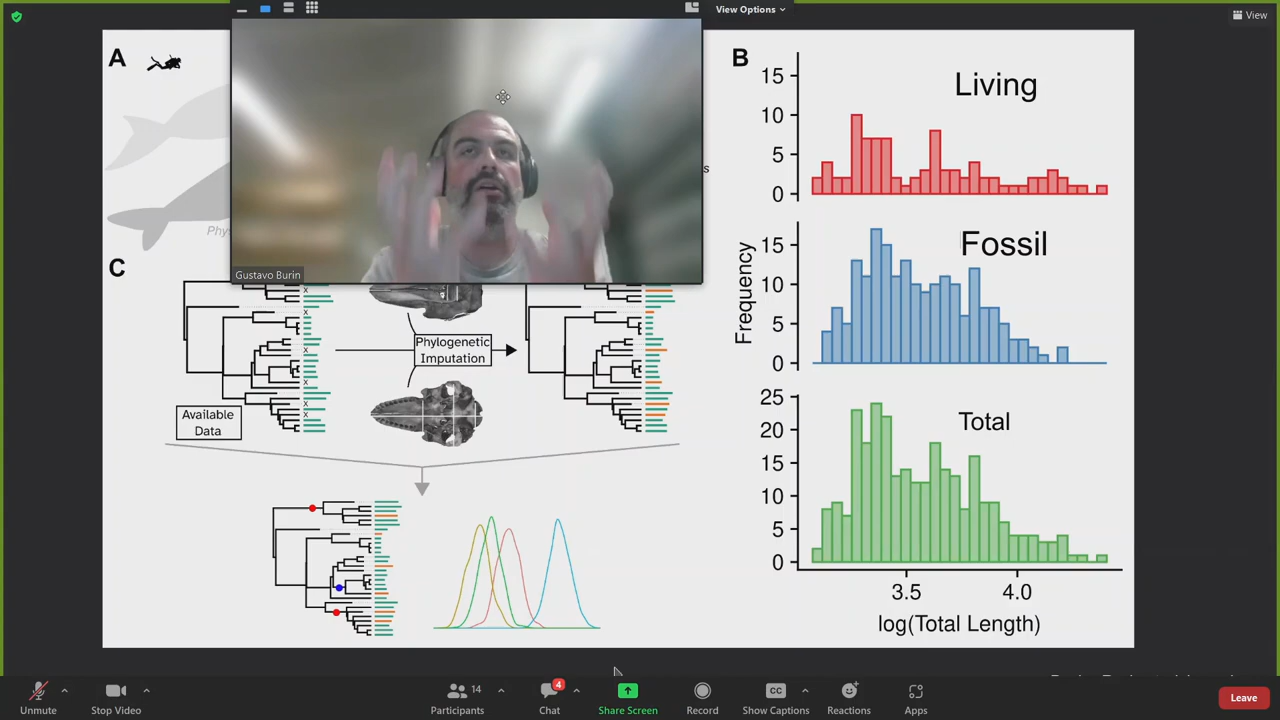 View Options
View
A
B
Living
15
10
5
0
Phys
s
Gustavo Burin
C
Fossil
15
10
5
0
Frequency
X
X
X
X
X
X
Phylogenetic
Imputation
Available
Data
Total
25
20
15
10
5
0
3.5
4.0
log(Total Length)
Unmute
Stop Video
14
Participants
4
Chat
Share Screen
Record
CC
Show Captions
Reactions
Apps
Leave